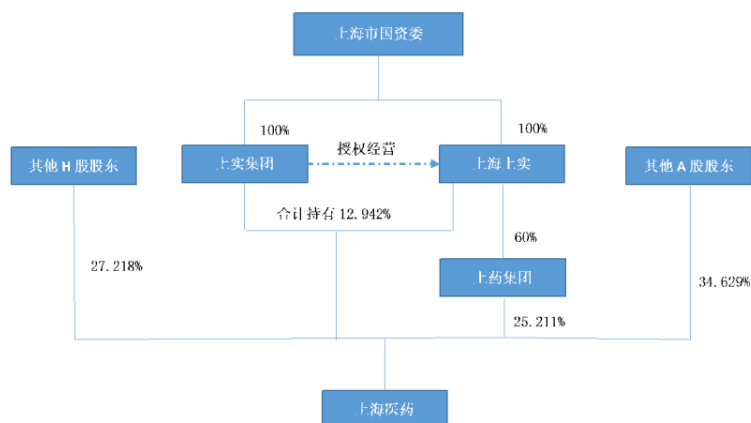 上海市国资委
100%
100%
其他 H 股股东
上实集团
授权经营
上海上实
其他 A 股股东
合计持有 12.942%
27.218%
60%
上药集团
34.629%
25.211%
上海医药